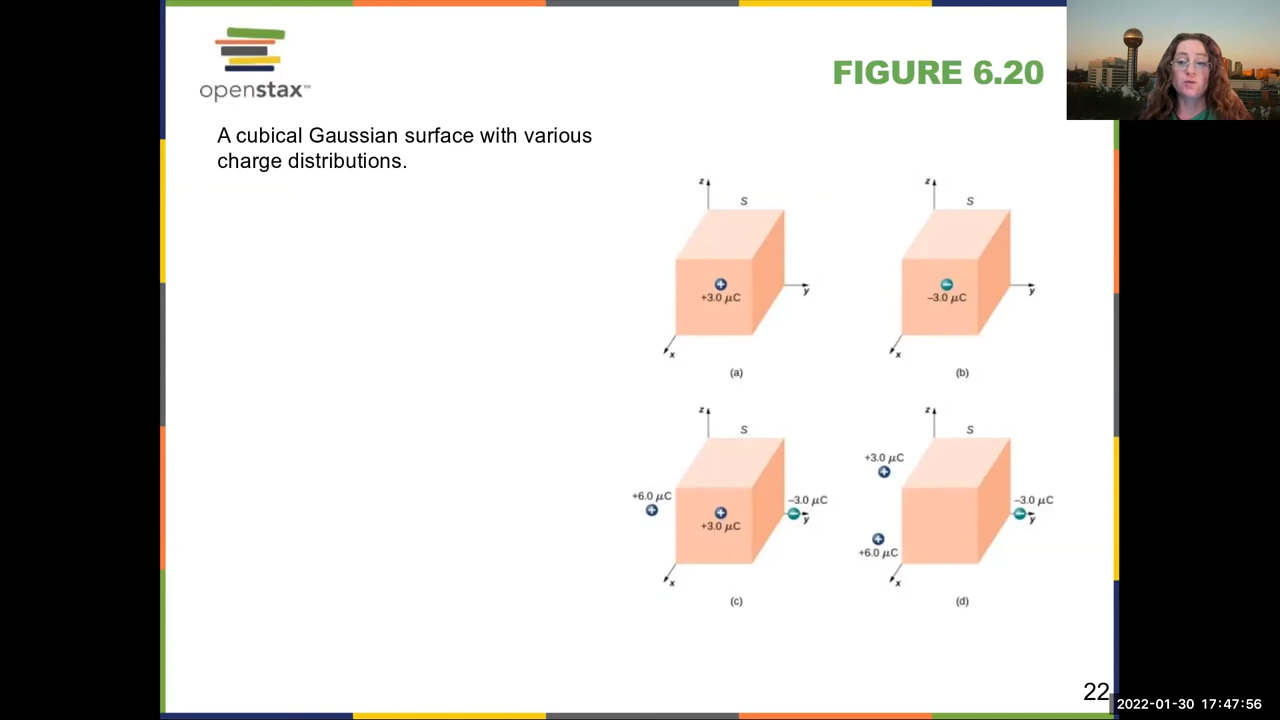 openstax™
FIGURE 6.20
A cubical Gaussian surface with various
charge distributions.
z
S
+3.0 μC
y
x
(a)
z
S
–3.0 μC
y
x
(b)
z
S
+6.0 μC
+3.0 μC
–3.0 μC
y
x
(c)
z
S
+3.0 μC
–3.0 μC
y
+6.0 μC
x
(d)
22
2022-01-30 17:47:56